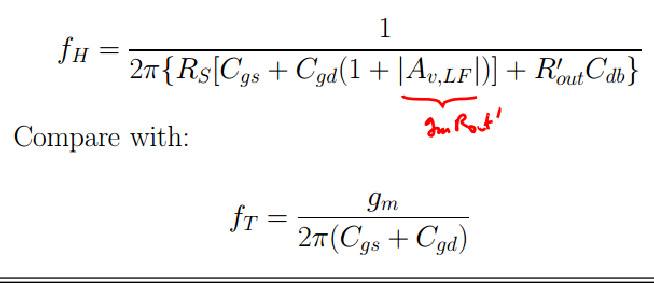 f_H = 1 / 2π{R_S[C_gs + C_gd(1 + |A_v,LF|)] + R′_out C_db}
gm Rout'
Compare with:
f_T = g_m / 2π(C_gs + C_gd)